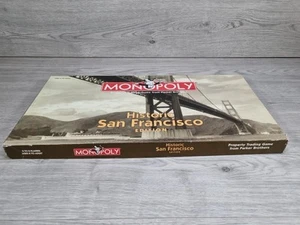 MONOPOLY
Historic
San Francisco
EDITION
MONOPOLY
Historic
San Francisco
EDITION
Property Trading Game
from Parker Brothers